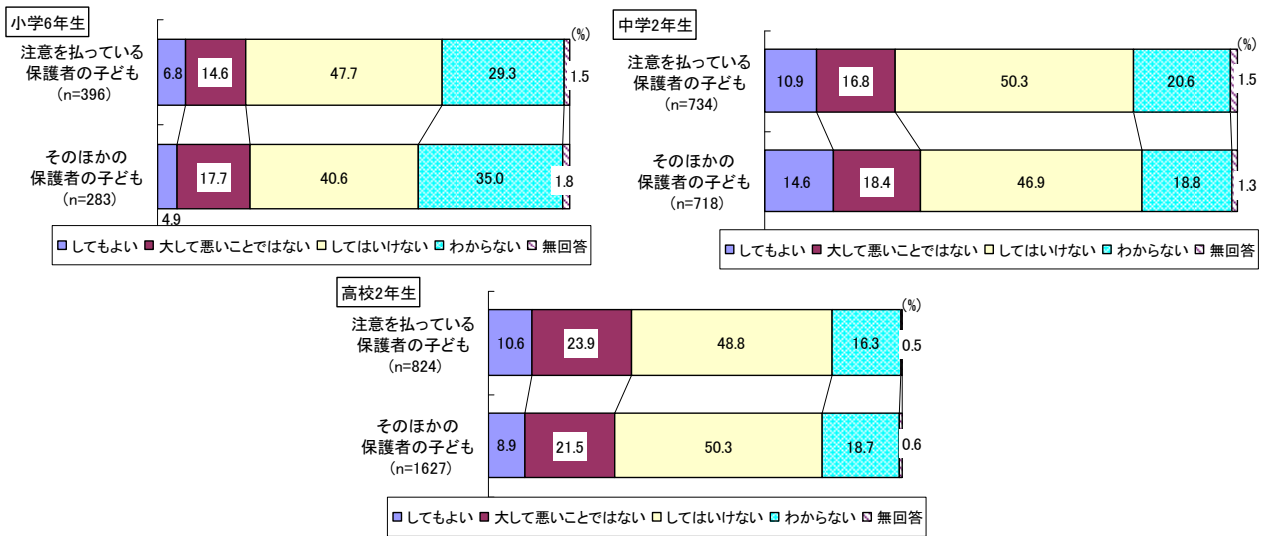 小学6年生
(%)
注意を払っている
保護者の子ども
(n=396)
6.8 14.6 47.7 29.3 1.5
そのほかの
保護者の子ども
(n=283)
4.9 17.7 40.6 35.0 1.8
してもよい 大して悪いことではない してはいけない わからない 無回答
中学2年生
(%)
注意を払っている
保護者の子ども
(n=734)
10.9 16.8 50.3 20.6 1.5
そのほかの
保護者の子ども
(n=718)
14.6 18.4 46.9 18.8 1.3
してもよい 大して悪いことではない してはいけない わからない 無回答
高校2年生
(%)
注意を払っている
保護者の子ども
(n=824)
10.6 23.9 48.8 16.3 0.5
そのほかの
保護者の子ども
(n=1627)
8.9 21.5 50.3 18.7 0.6
してもよい 大して悪いことではない してはいけない わからない 無回答